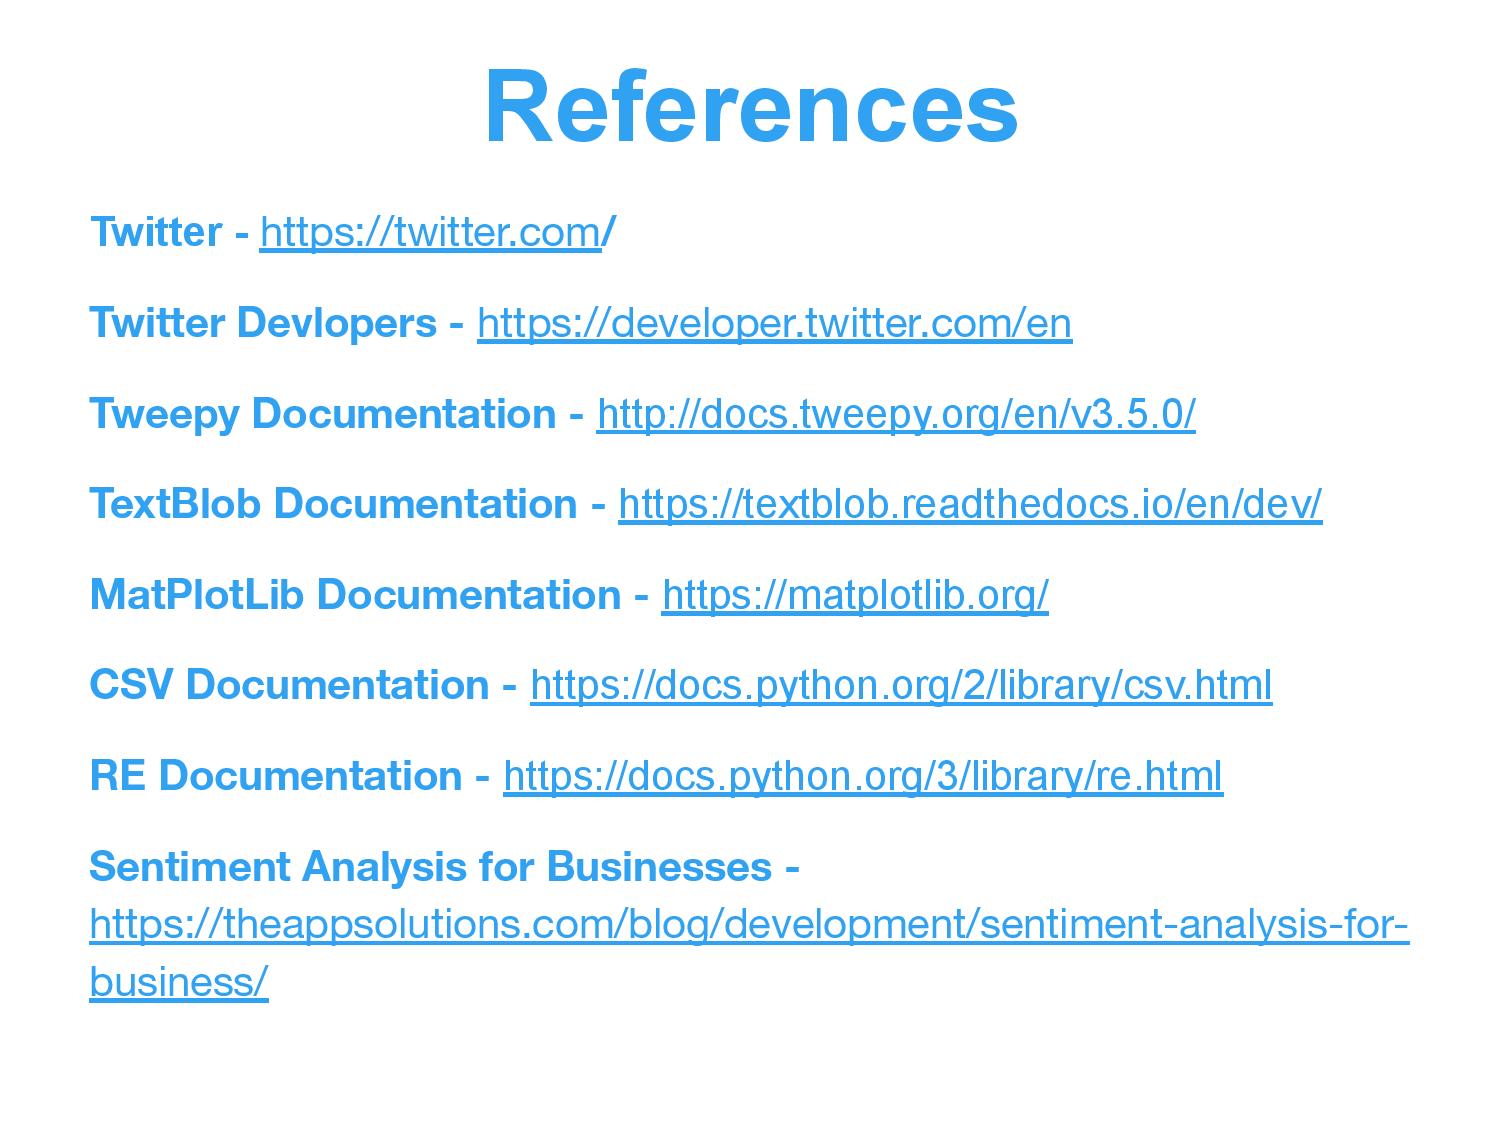 References
Twitter - https://twitter.com/
Twitter Devlopers - https://developer.twitter.com/en
Tweepy Documentation - http://docs.tweepy.org/en/v3.5.0/
TextBlob Documentation - https://textblob.readthedocs.io/en/dev/
MatPlotLib Documentation - https://matplotlib.org/
CSV Documentation - https://docs.python.org/2/library/csv.html
RE Documentation - https://docs.python.org/3/library/re.html
Sentiment Analysis for Businesses -
https://theappsolutions.com/blog/development/sentiment-analysis-for-
business/